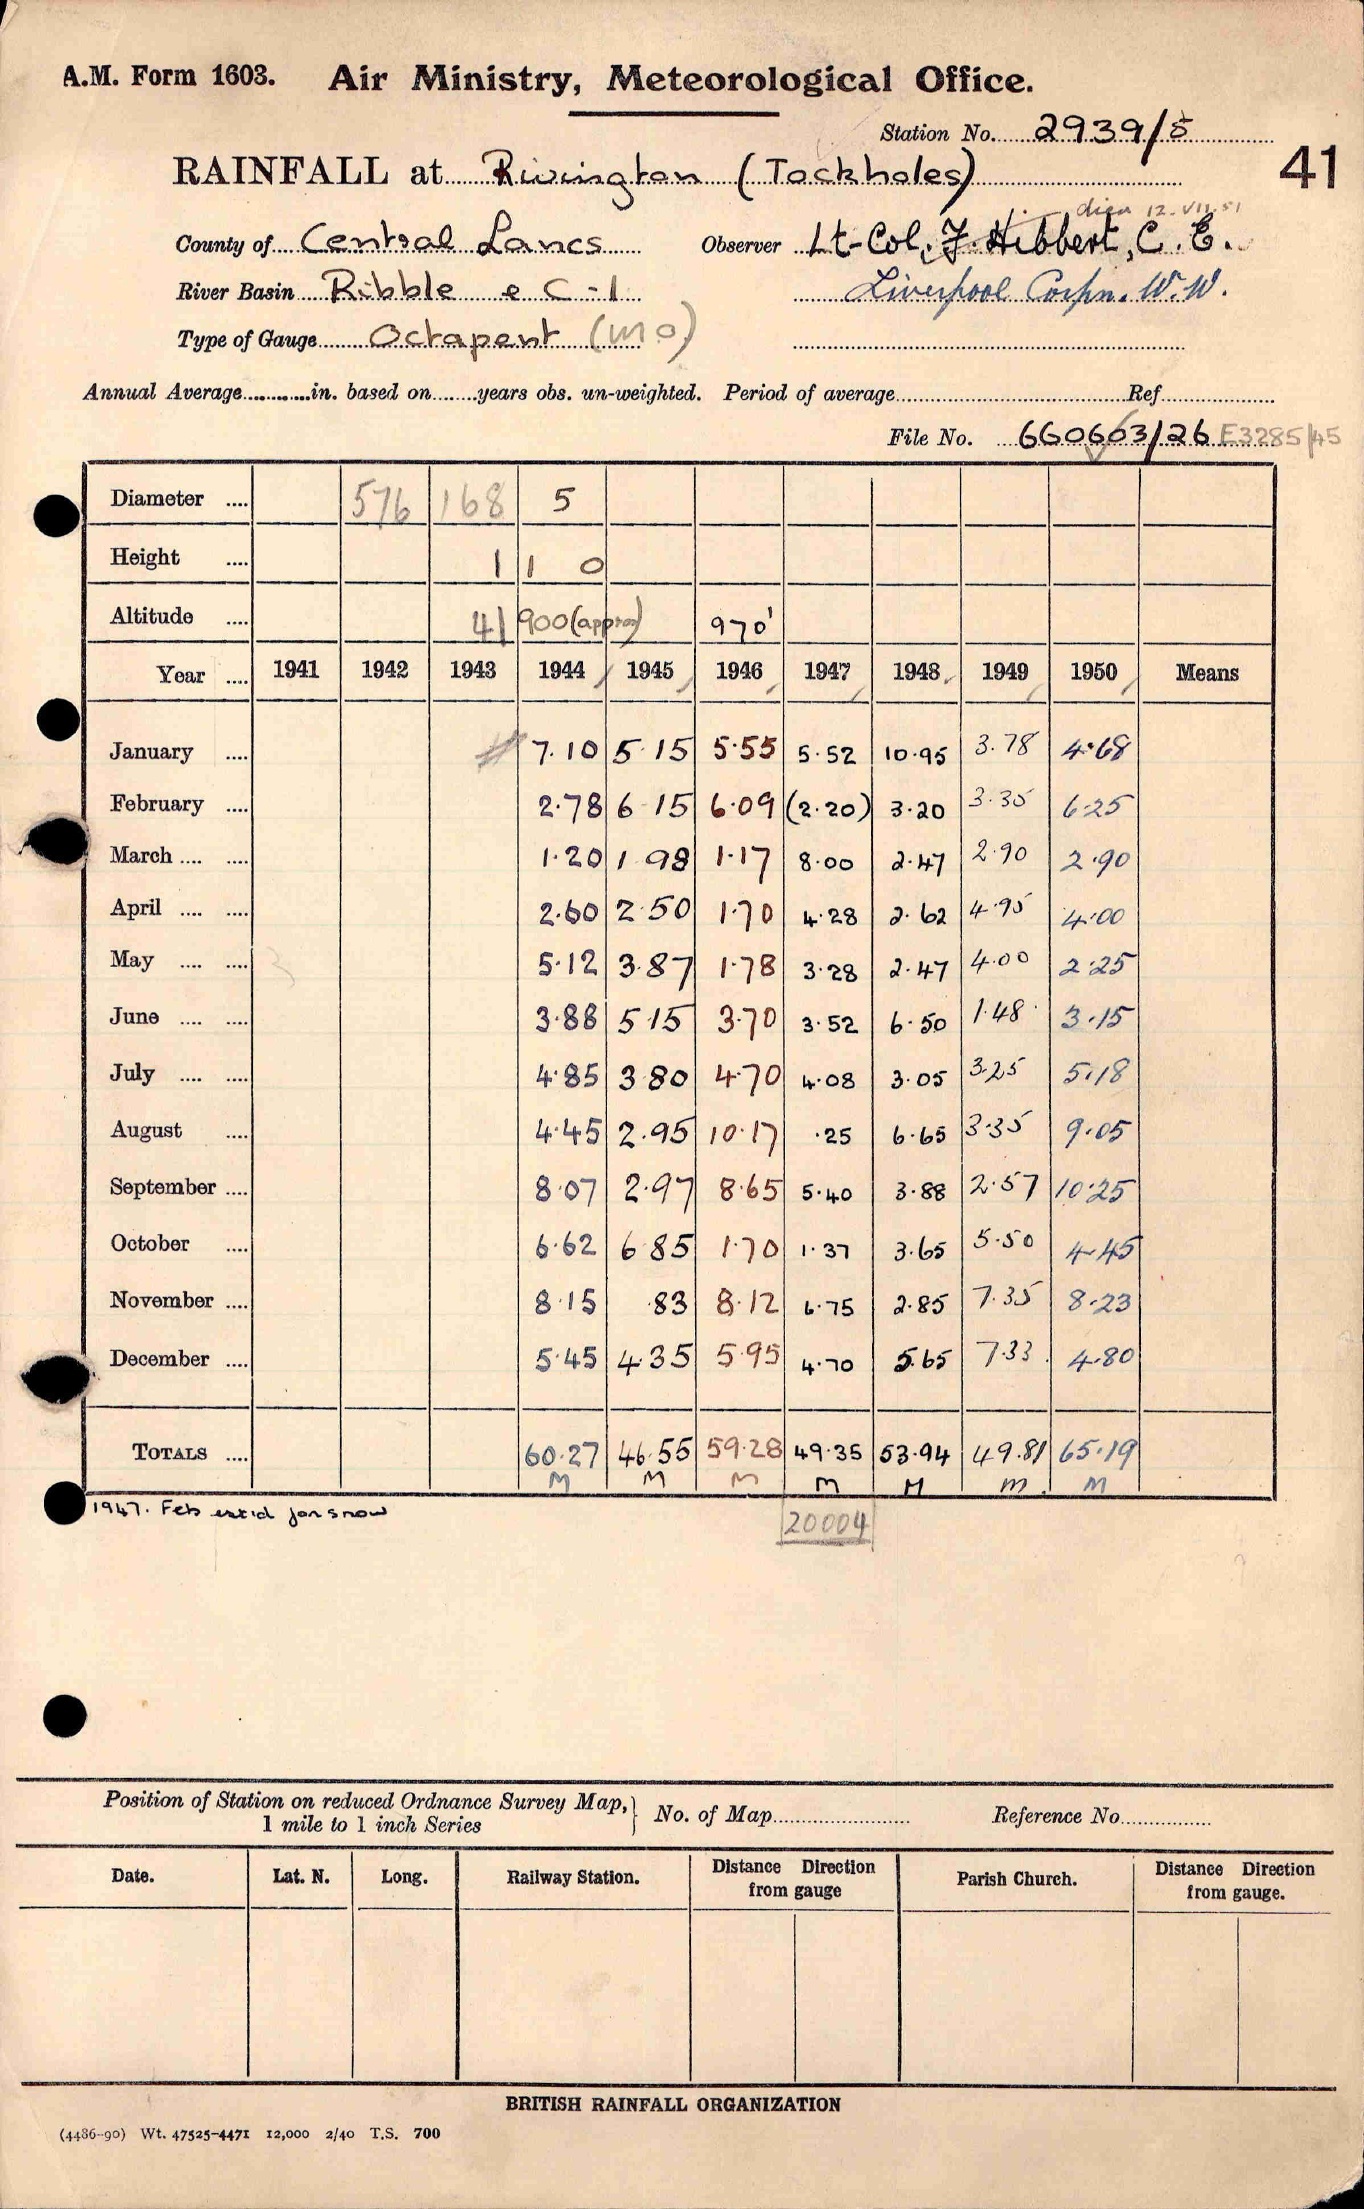 A.M. Form 1603. Air Ministry, Meteorological Office.
Station No. 2939/5
41
RAINFALL at Rivington (Tockholes)
died 12.VII.51
County of Central Lancs Observer Lt-Col. F. Hibbert, C.E.
River Basin Ribble e C-1 Liverpool Corpn. W.W.
Type of Gauge Octapent (Mo)
Annual Average in. based on years obs. un-weighted. Period of average Ref
File No. 660603/26 E3285/45
Diameter .... 576 168 5
Height .... 1 1 0
Altitude .... 41 900 (approx) 970'
Year .... 1941 1942 1943 1944 1945 1946 1947 1948 1949 1950 Means
January .... 7.10 5 15 5.55 5.52 10.95 3.78 4.68
February .... 2.78 6 15 6.09 (2.20) 3.20 3.35 6.25
March .... .... 1.20 1 98 1.17 8.00 2.47 2.90 2.90
April .... .... 2.60 2 50 1.70 4.28 2.62 4.95 4.00
May .... .... 5.12 3.87 1.78 3.28 2.47 4.00 2.25
June .... .... 3.88 5 15 3.70 3.52 6.50 1.48 3.15
July .... .... 4.85 3 80 4.70 4.08 3.05 3.25 5.18
August .... 4.45 2.95 10.17 .25 6.65 3.35 9.05
September .... 8.07 2.97 8.65 5.40 3.88 2.57 10.25
October .... 6.62 6 85 1.70 1.37 3.65 5.50 4.45
November .... 8.15 .83 8.12 6.75 2.85 7.35 8.23
December .... 5.45 4.35 5.95 4.70 5.65 7.33 4.80
TOTALS .... 60.27 46.55 59.28 49.35 53.94 49.81 65.19
M M M M M M M
1947. Feb est'd for snow
20004
Position of Station on reduced Ordnance Survey Map, No. of Map Reference No.
1 mile to 1 inch Series
Date. Lat. N. Long. Railway Station. Distance Direction from gauge Parish Church. Distance Direction from gauge.
BRITISH RAINFALL ORGANIZATION
(4486-90) Wt. 47525-4471 12,000 2/40 T.S. 700